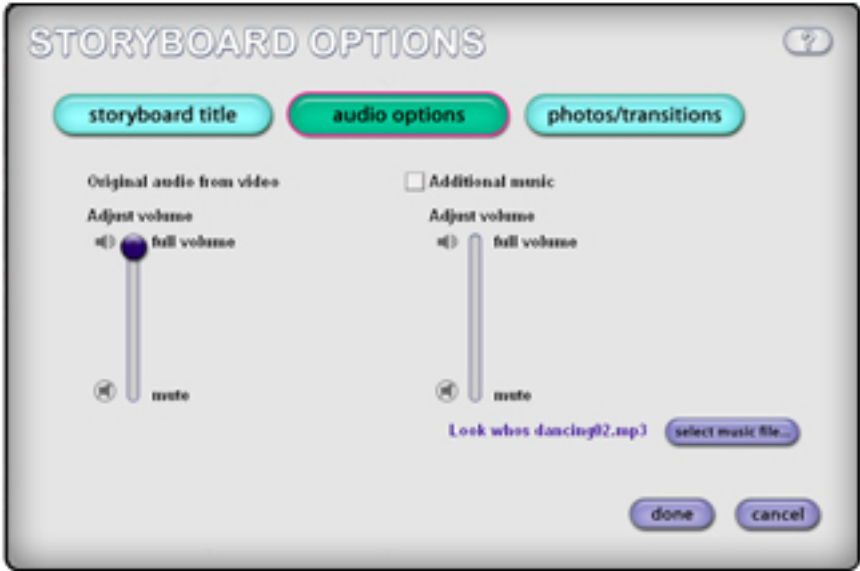 STORYBOARD OPTIONS
?
storyboard title
audio options
photos/transitions
Original audio from video
Additional music
Adjust volume
Adjust volume
full volume
full volume
mute
mute
Look whos dancing02.mp3
select music file...
done
cancel